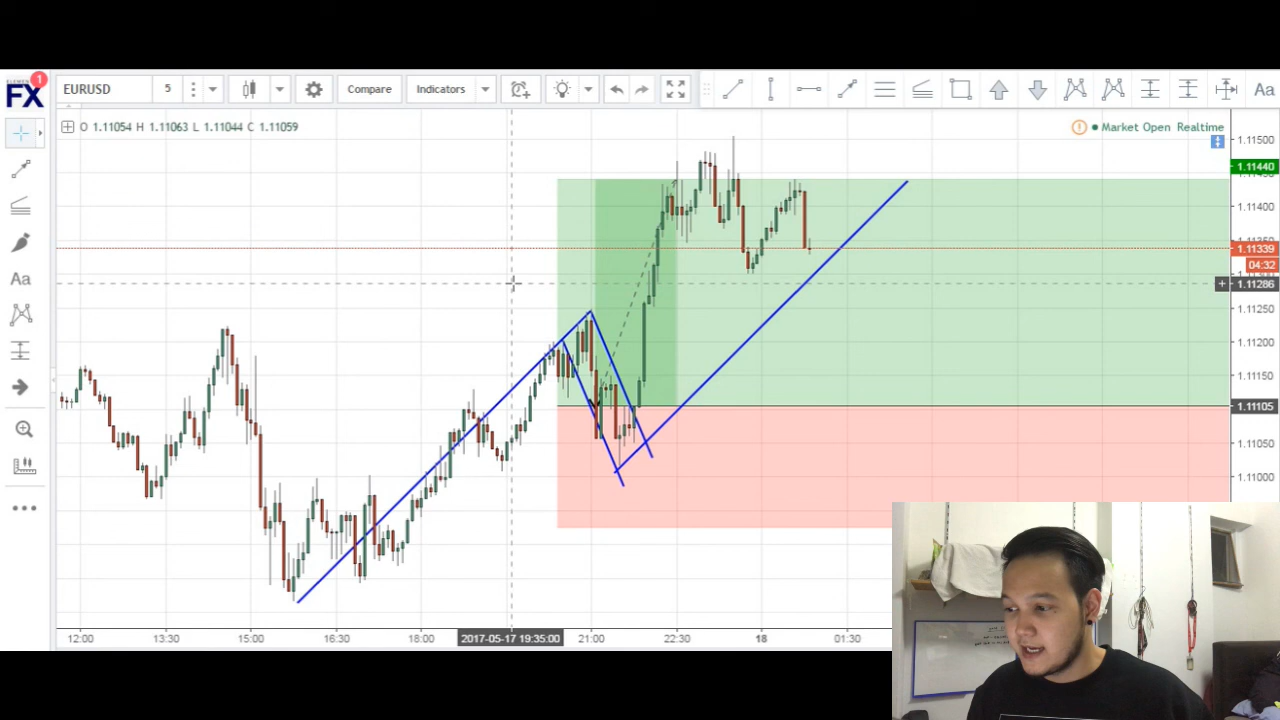 ELEMENT
FX
1
EURUSD
5
Compare
Indicators
Aa
O 1.11054 H 1.11063 L 1.11044 C 1.11059
Market Open Realtime
Aa
1.11500
1.11440
1.11400
1.11339
04:32
1.11286
1.11250
1.11200
1.11150
1.11105
1.11050
1.11000
12:00
13:30
15:00
16:30
18:00
2017-05-17 19:35:00
21:00
22:30
18
01:30